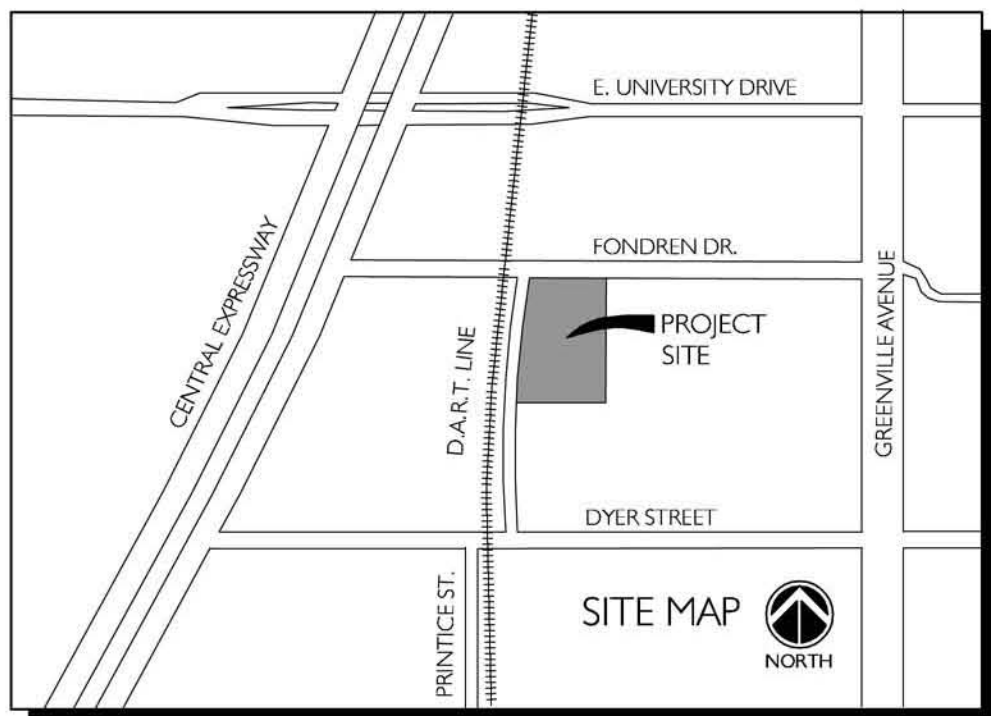 E. UNIVERSITY DRIVE
FONDREN DR.
CENTRAL EXPRESSWAY
D.A.R.T. LINE
PROJECT
SITE
GREENVILLE AVENUE
DYER STREET
PRINTICE ST.
SITE MAP
NORTH